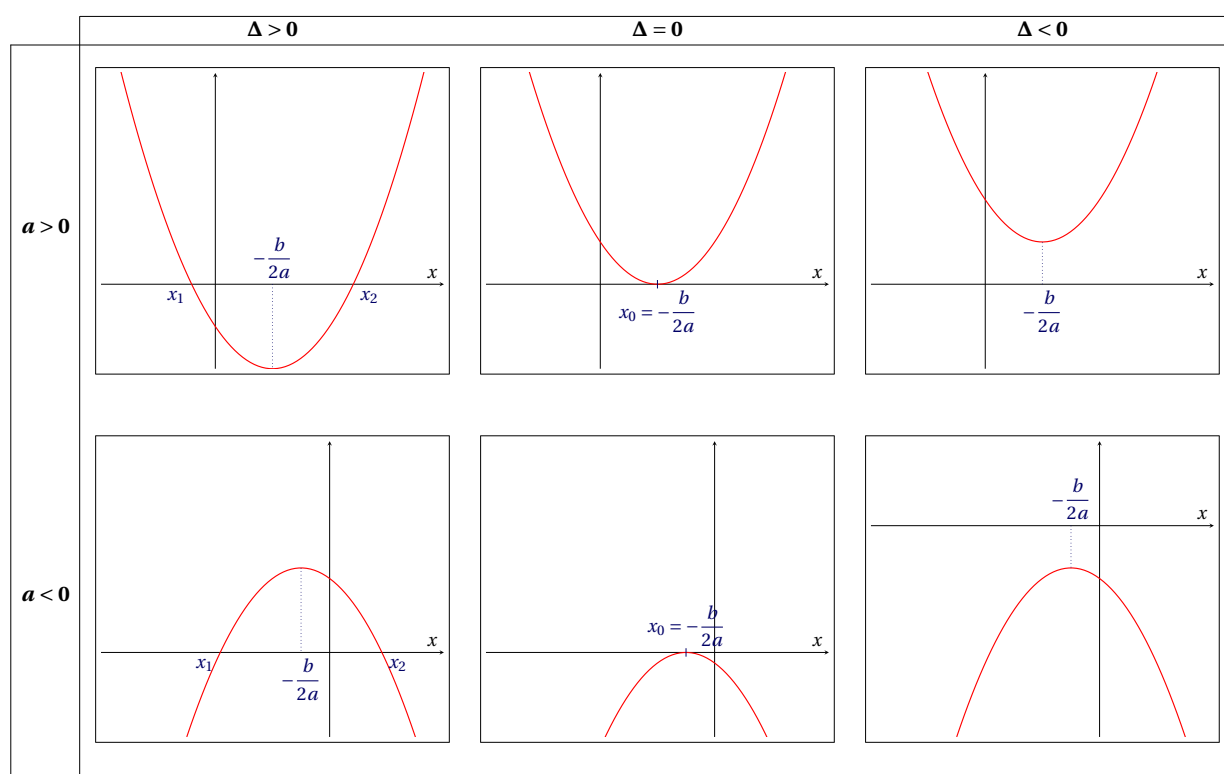 Δ > 0 Δ = 0 Δ < 0
a > 0
−b/2a
x
x₁ x₂
x
x₀ = −b/2a
x
−b/2a
a < 0
x
−b/2a
x₁ x₂
x₀ = −b/2a
x
−b/2a
x